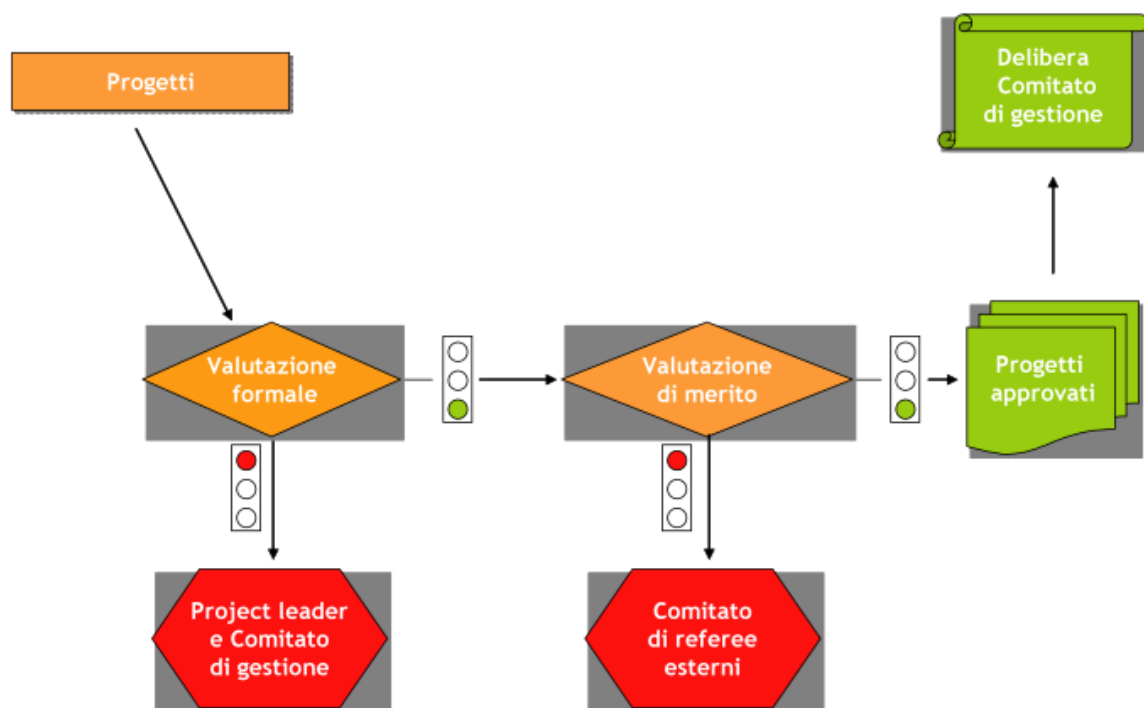 Progetti
Delibera
Comitato
di gestione
Valutazione
formale
Valutazione
di merito
Progetti
approvati
Project leader
e Comitato
di gestione
Comitato
di referee
esterni